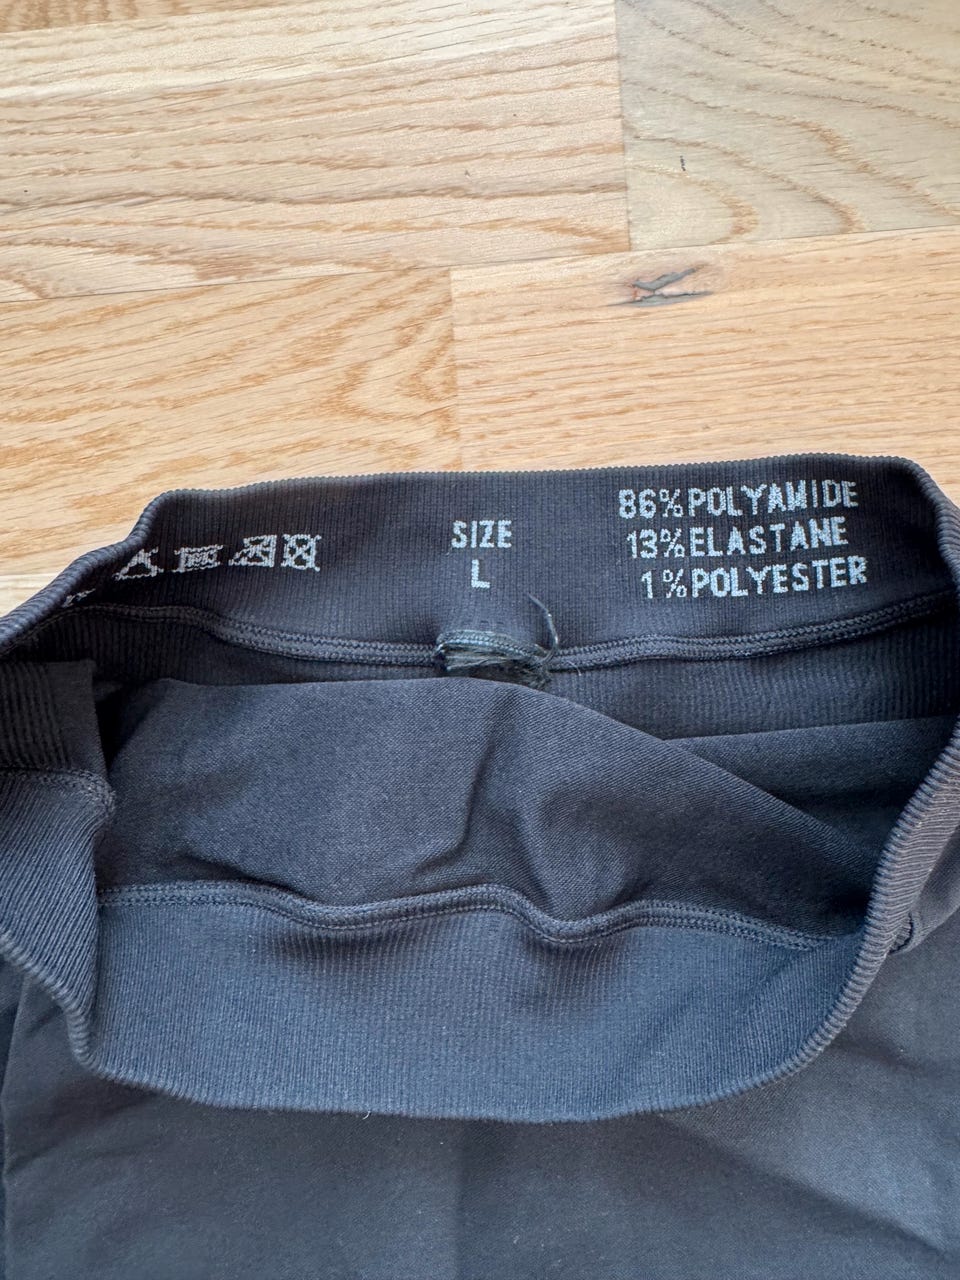 SIZE
L
86% POLYAMIDE
13% ELASTANE
1% POLYESTER